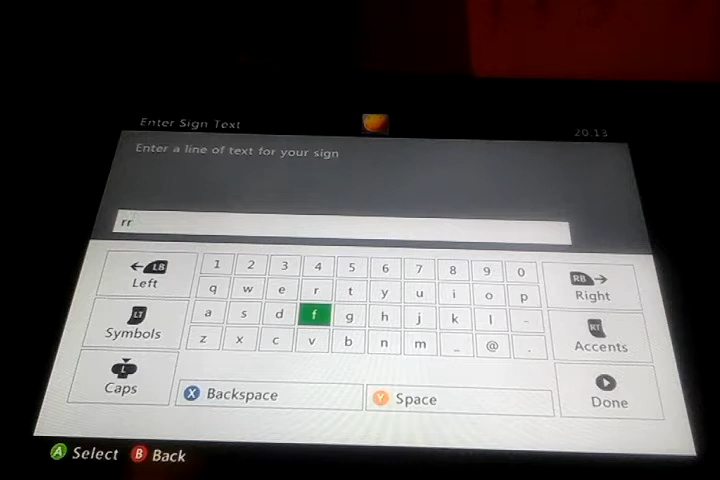 Enter Sign Text
20:13
Enter a line of text for your sign
rr
LB
Left
1 2 3 4 5 6 7 8 9 0
RB
Right
q w e r t y u i o p
LT
Symbols
a s d f g h j k l -
RT
Accents
z x c v b n m _ @ .
L
Caps
X Backspace
Y Space
Done
A Select B Back